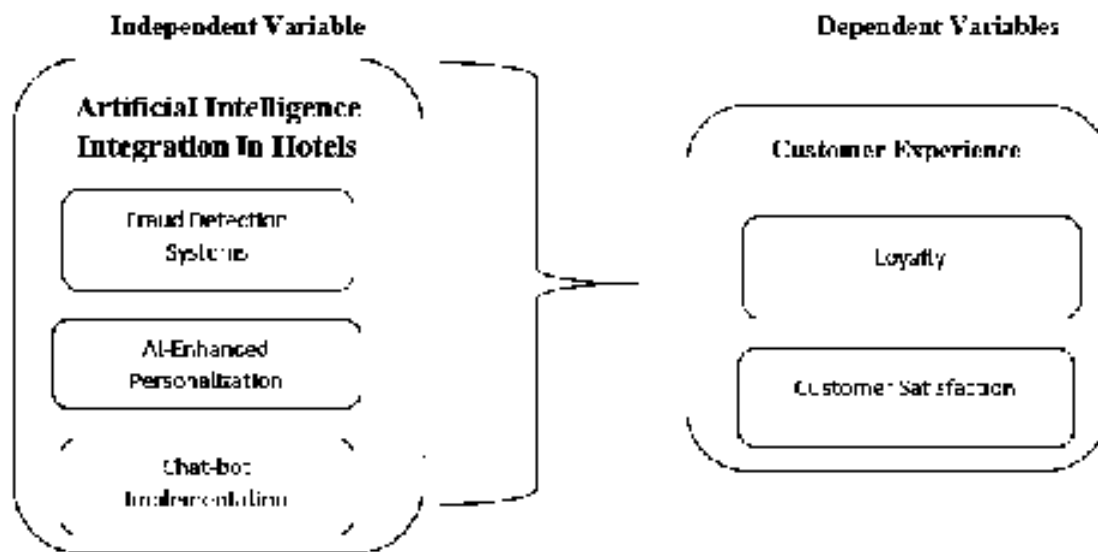 Independent Variable
Dependent Variables
Artificial Intelligence
Integration In Hotels
Fraud Detection
Systems
AI-Enhanced
Personalization
Chat-bot
Implementation
Customer Experience
Loyalty
Customer Satisfaction